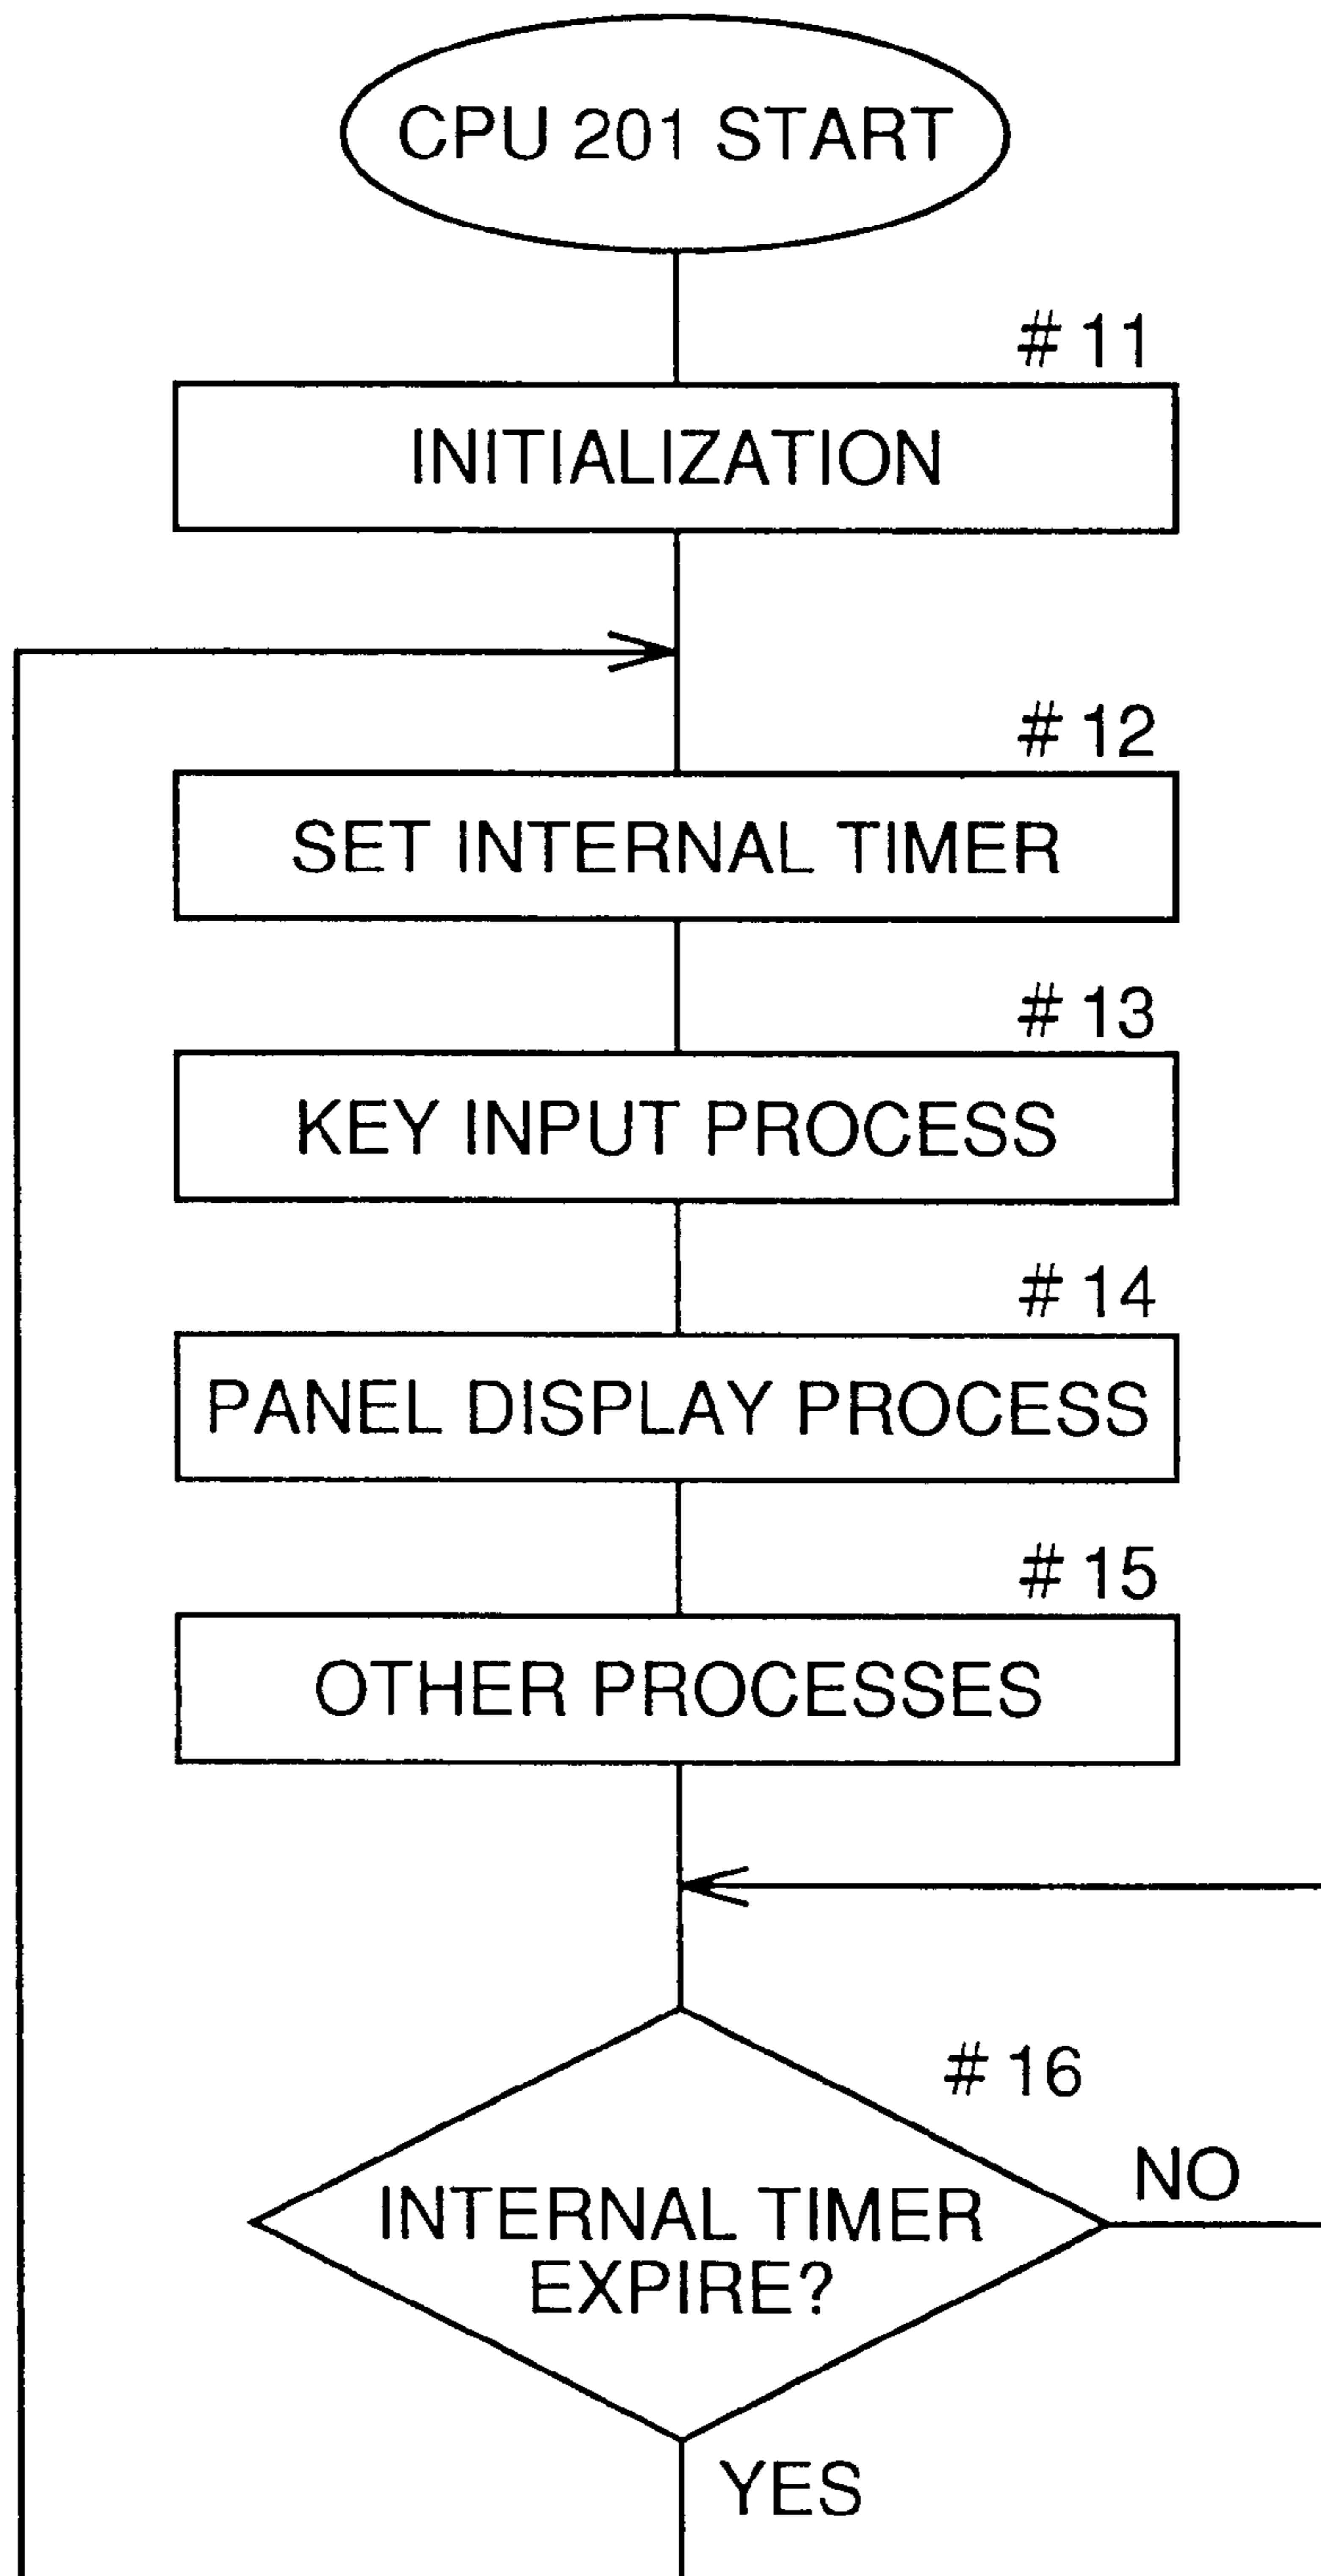 CPU 201 START
# 11
INITIALIZATION
# 12
SET INTERNAL TIMER
# 13
KEY INPUT PROCESS
# 14
PANEL DISPLAY PROCESS
# 15
OTHER PROCESSES
# 16
NO
INTERNAL TIMER
EXPIRE?
YES